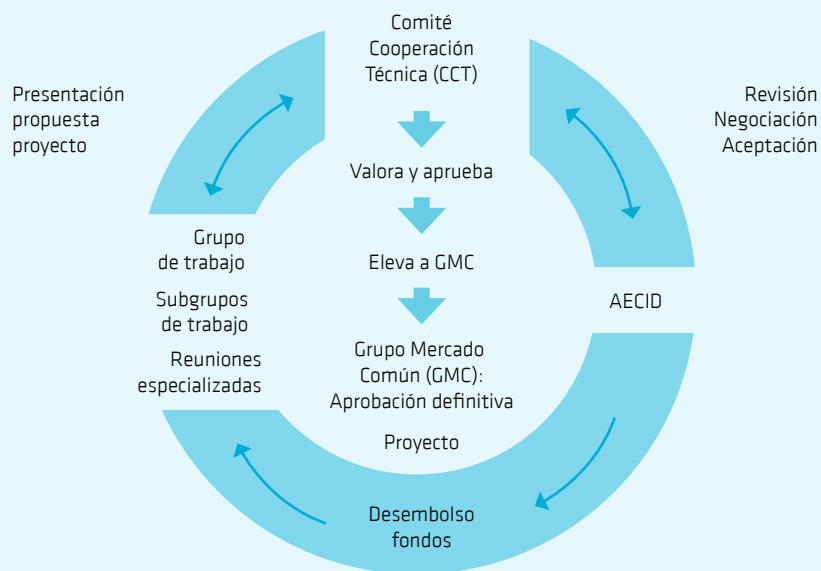 Comité
Cooperación
Técnica (CCT)
Presentación
propuesta
proyecto
Revisión
Negociación
Aceptación
Valora y aprueba
Grupo
de trabajo
Subgrupos
de trabajo
Reuniones
especializadas
Eleva a GMC
AECID
Grupo Mercado
Común (GMC):
Aprobación definitiva
Proyecto
Desembolso
fondos